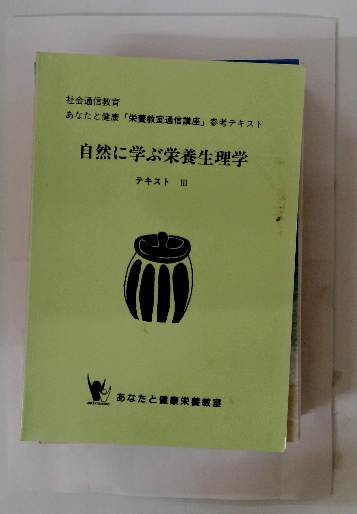 社会通信教育
あなたと健康「栄養教室通信講座」参考テキスト
自然に学ぶ栄養生理学
テキスト III
あなたと健康栄養教室